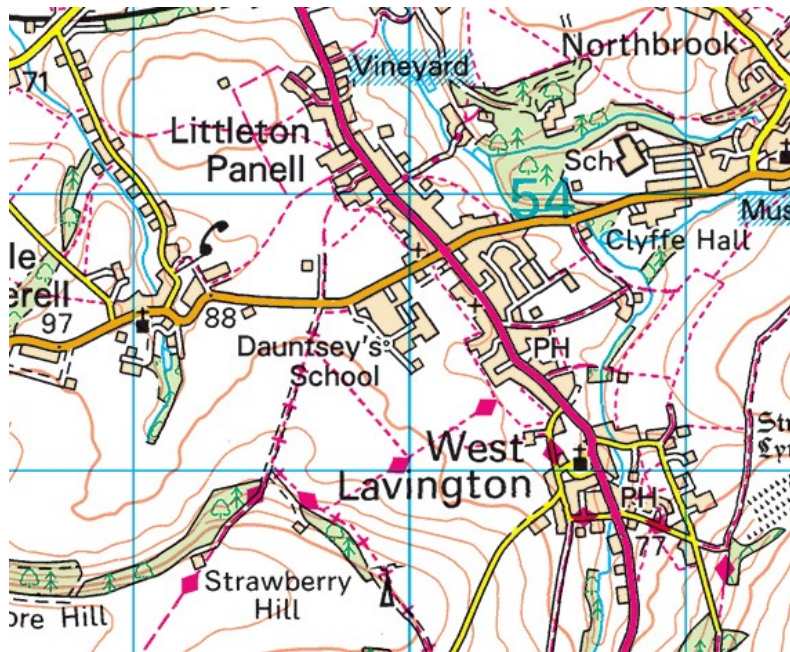 Northbrook
Vineyard
71
Littleton
Panell
Sch
54
Mus
Clyffe Hall
le
erell
97
88
Dauntsey's
School
PH
West
Lavington
PH
77
Strawberry
Hill
ore Hill